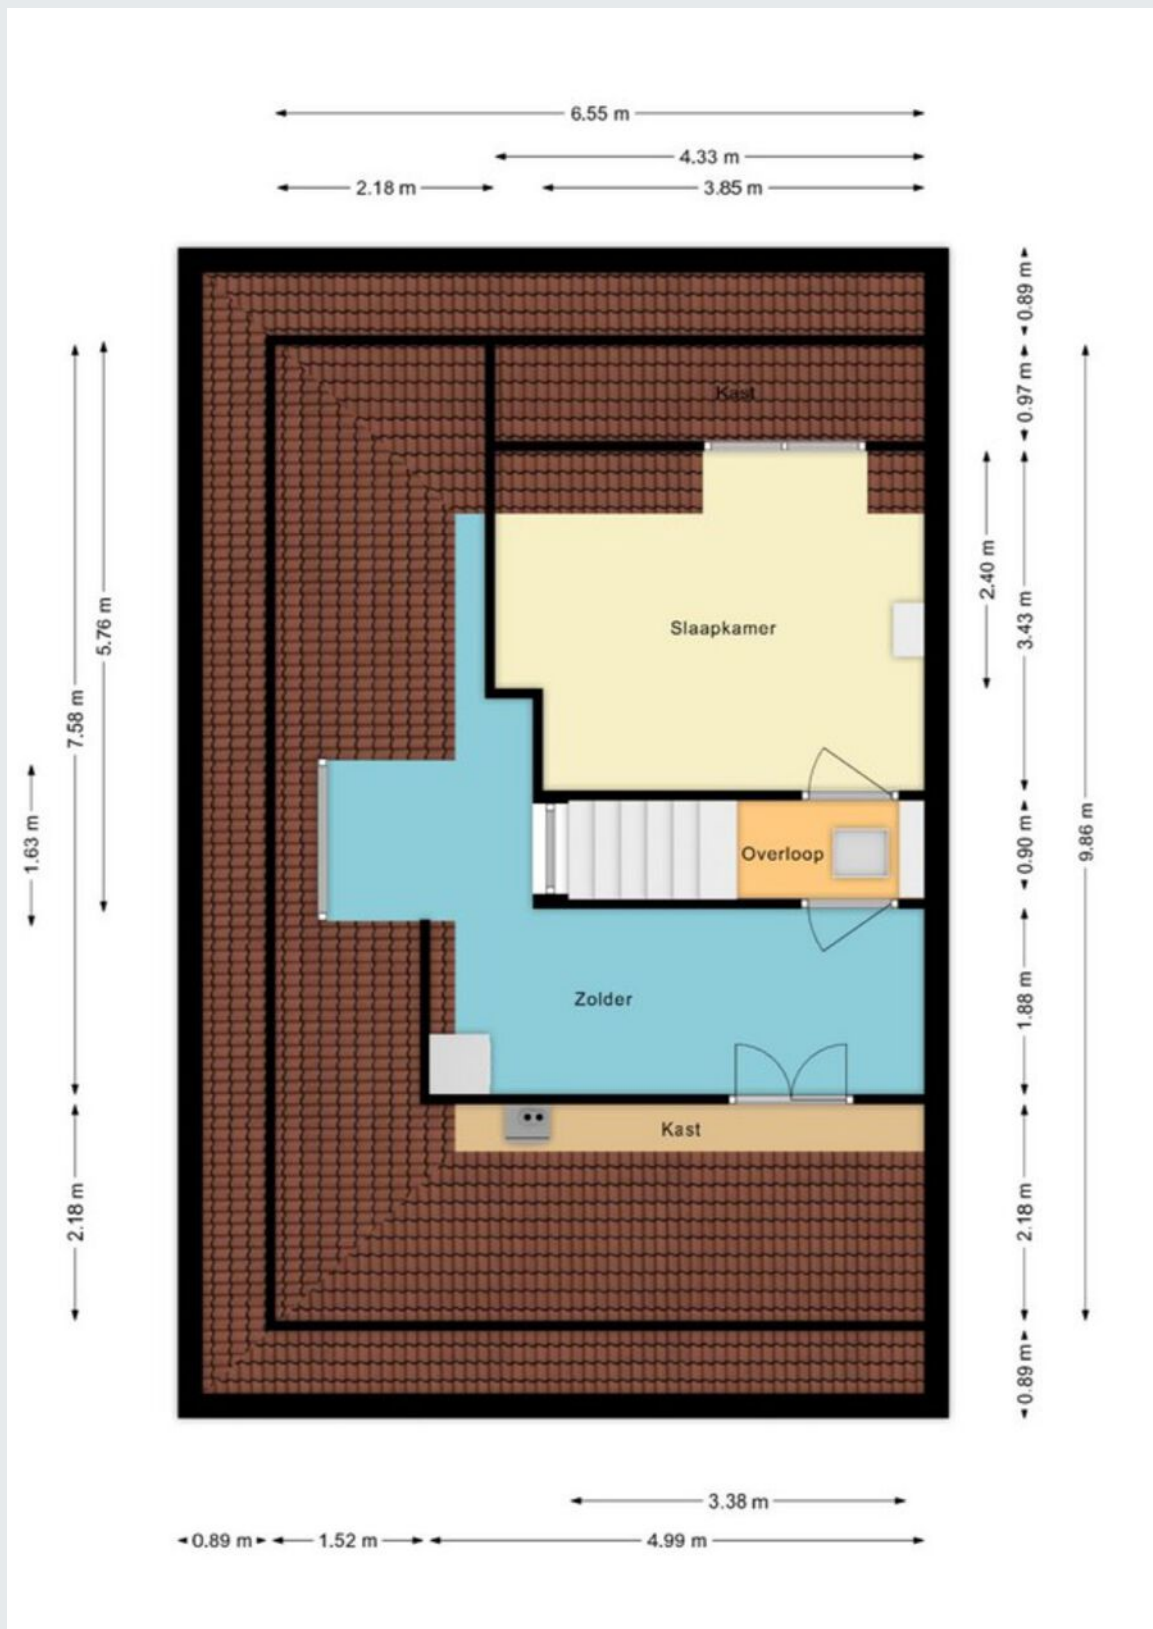 6.55 m
4.33 m
2.18 m
3.85 m
0.89 m
0.97 m
Kast
2.40 m
3.43 m
5.76 m
Slaapkamer
7.58 m
9.86 m
1.63 m
0.90 m
Overloop
1.88 m
Zolder
Kast
2.18 m
2.18 m
0.89 m
3.38 m
0.89 m
1.52 m
4.99 m